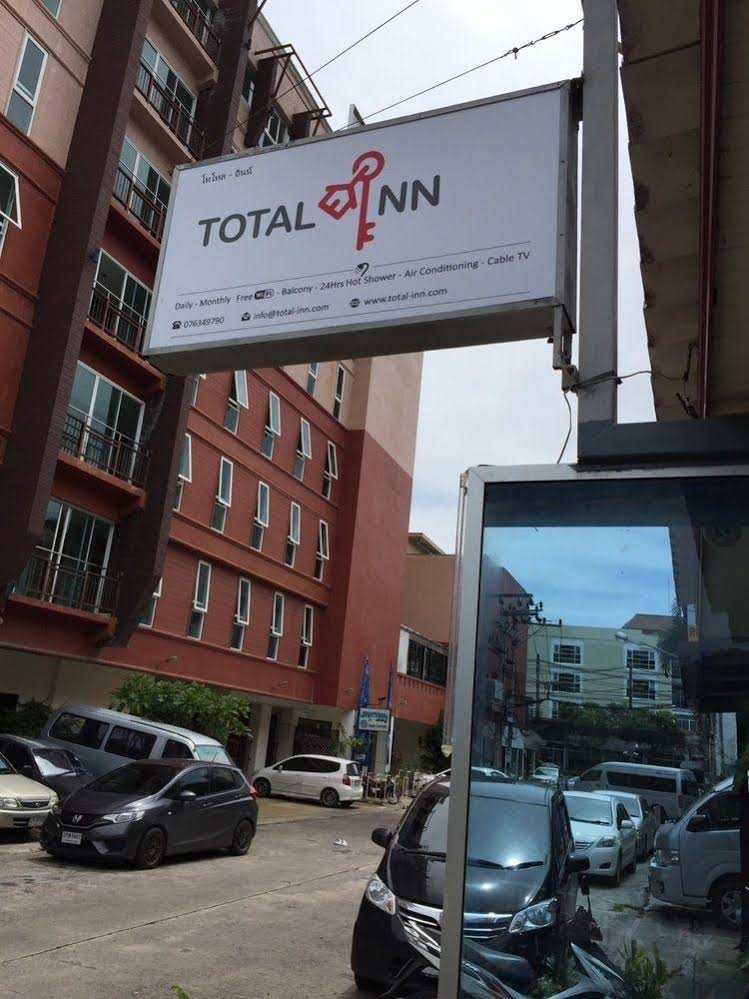 โทเทล - อินน์
TOTAL INN
Daily - Monthly Free WiFi - Balcony - 24Hrs Hot Shower - Air Conditioning - Cable TV
076349790 info@total-inn.com www.total-inn.com